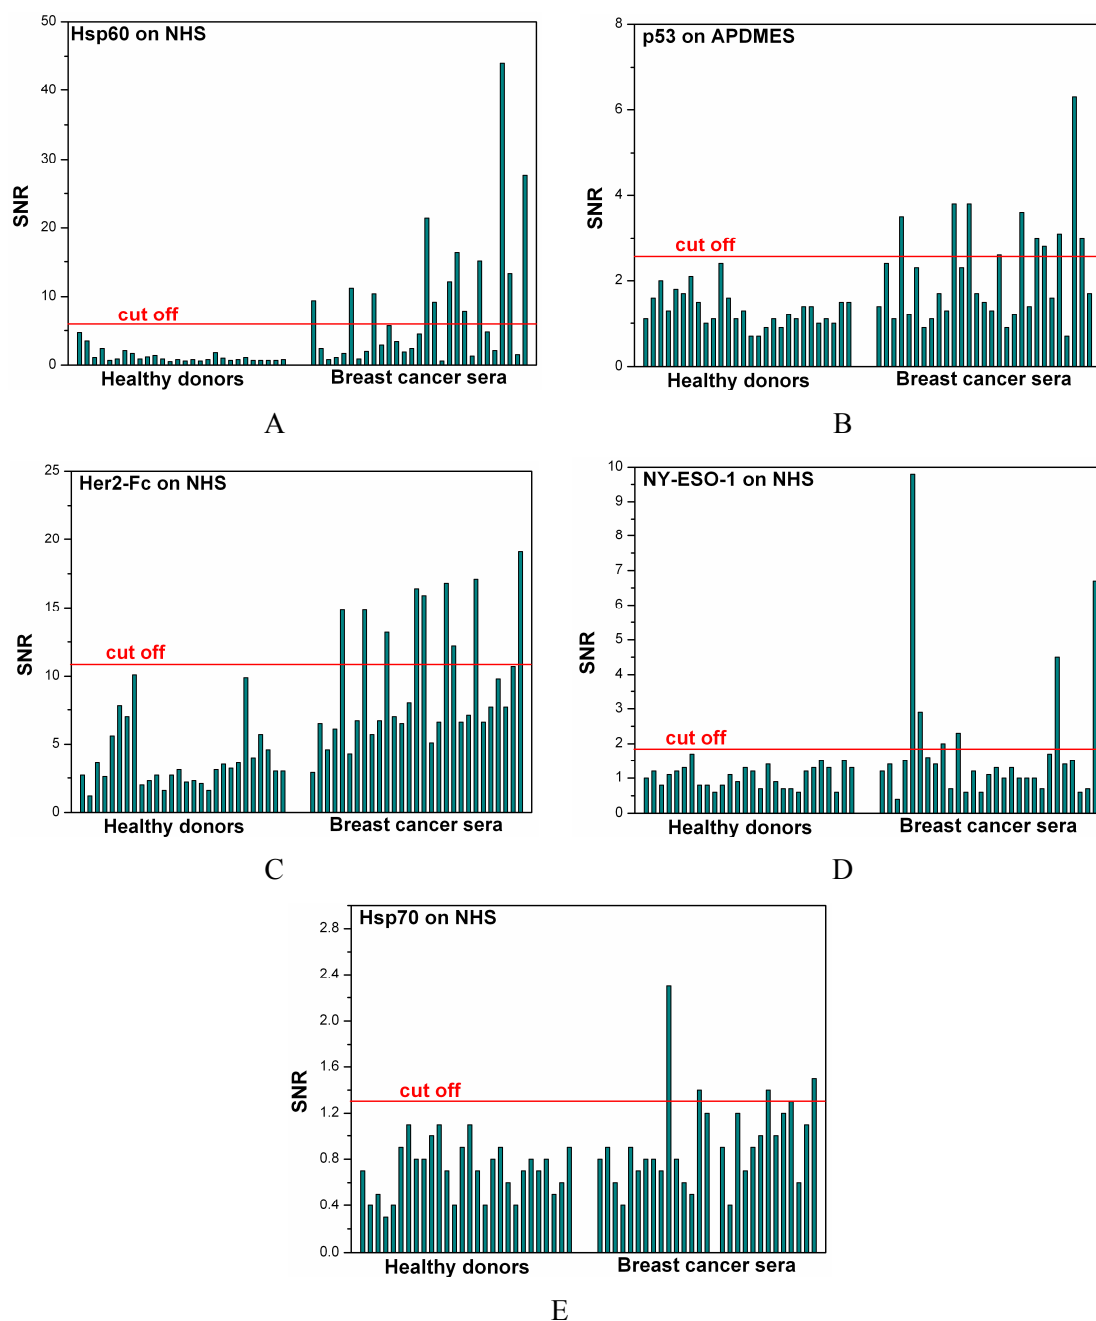 Hsp60 on NHS
50
40
30
20
10
0
SNR
cut off
Healthy donors
Breast cancer sera
A
p53 on APDMES
8
6
4
2
0
SNR
cut off
Healthy donors
Breast cancer sera
B
Her2-Fc on NHS
25
20
15
10
5
0
SNR
cut off
Healthy donors
Breast cancer sera
C
NY-ESO-1 on NHS
10
9
8
7
6
5
4
3
2
1
0
SNR
cut off
Healthy donors
Breast cancer sera
D
Hsp70 on NHS
2.8
2.4
2.0
1.6
1.2
0.8
0.4
0.0
SNR
cut off
Healthy donors
Breast cancer sera
E